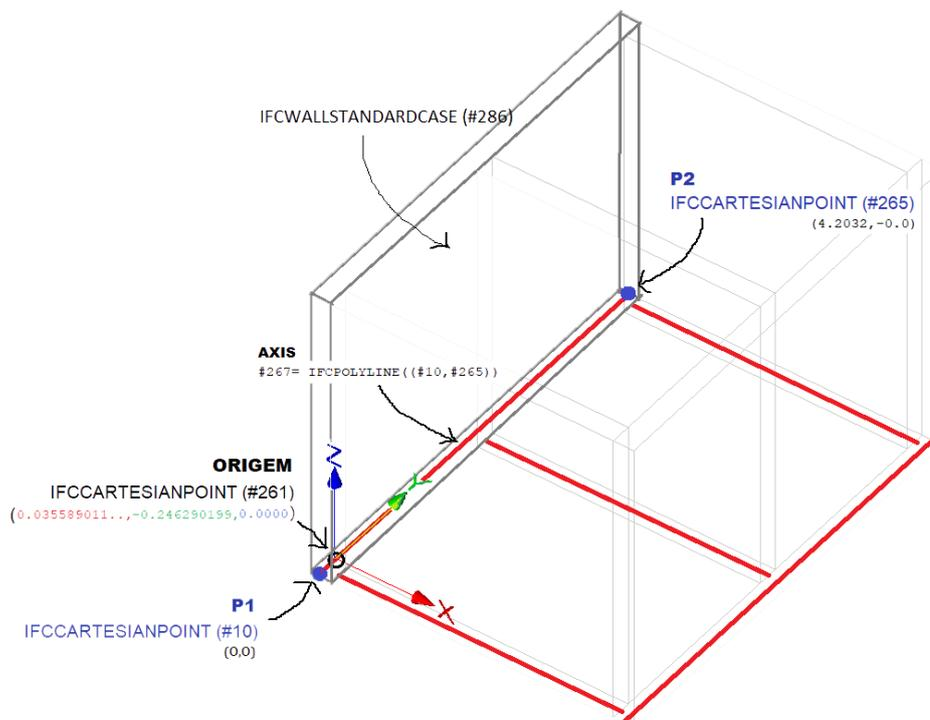 IFCWALLSTANDARDCASE (#286)
P2
IFCCARTESIANPOINT (#265)
(4.2032,-0.0)
AXIS
#267= IFCPOLYLINE((#10,#265))
Z
ORIGEM
IFCCARTESIANPOINT (#261)
(0.035589011..,-0.246290199,0.0000)
Y
X
P1
IFCCARTESIANPOINT (#10)
(0,0)